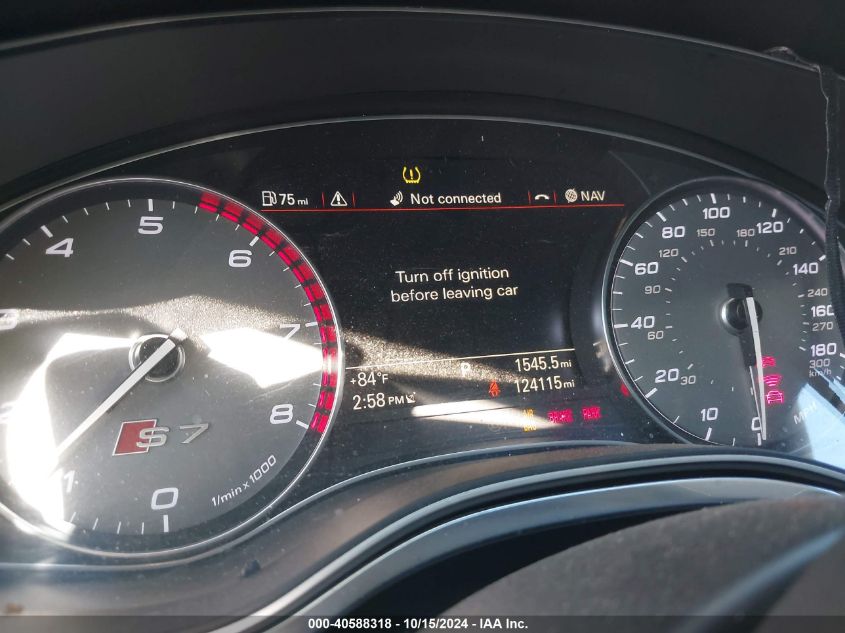 75 mi
Not connected
NAV
Turn off ignition
before leaving car
P
1545.5 mi
+84°F
124115 mi
2:58 PM
0 1 4 5 6 7 8
1/min x 1000
S7
0 10 20 40 60 80 100 120 140 160 180
30 60 90 120 150 180 210 240 270 300
km/h
MPH
000-40588318 - 10/15/2024 - IAA Inc.